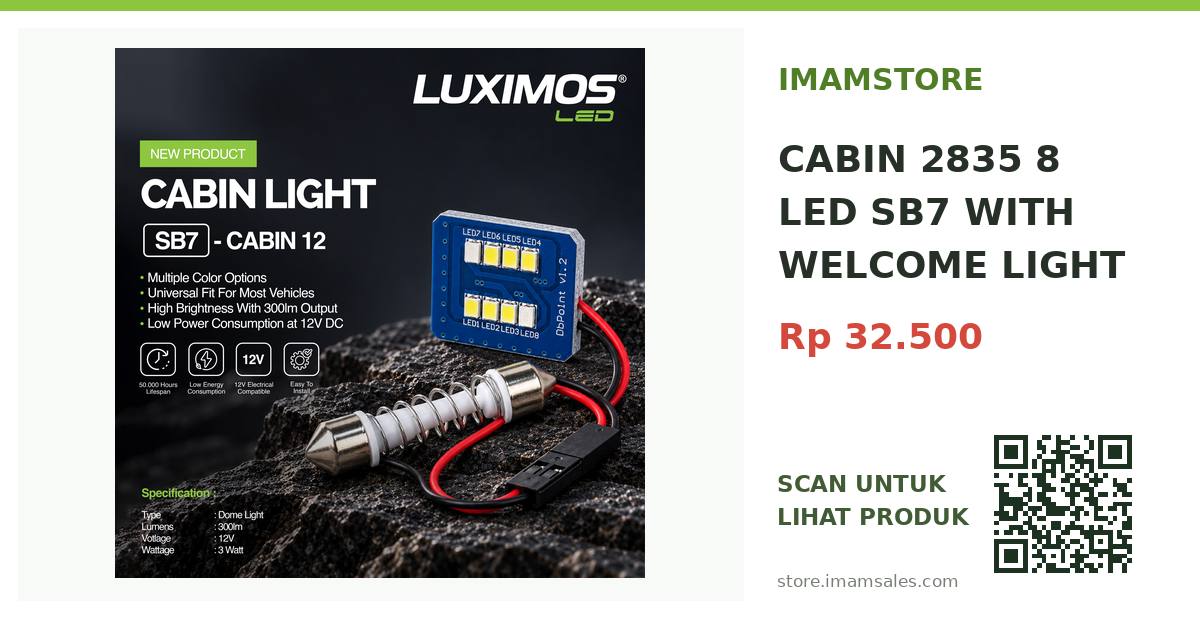 LUXIMOS®
LED
NEW PRODUCT
CABIN LIGHT
SB7 - CABIN 12
• Multiple Color Options
• Universal Fit For Most Vehicles
• High Brightness With 300lm Output
• Low Power Consumption at 12V DC
12V
50.000 Hours Lifespan
Low Energy Consumption
12V Electrical Compatible
Easy To Install
LED7 LED6 LED5 LED4
LED1 LED2 LED3 LED8
DbPoint v1.2
Specification :
Type : Dome Light
Lumens : 300lm
Votlage : 12V
Wattage : 3 Watt
IMAMSTORE
CABIN 2835 8
LED SB7 WITH
WELCOME LIGHT
Rp 32.500
SCAN UNTUK
LIHAT PRODUK
store.imamsales.com